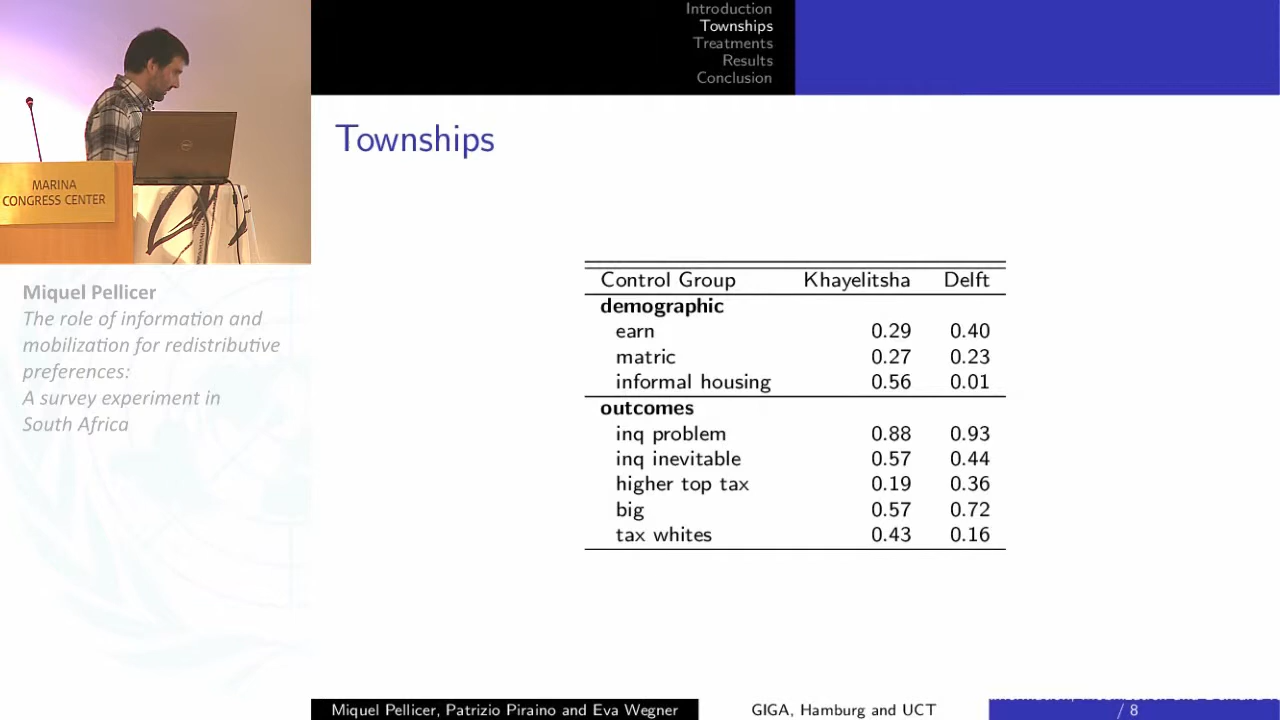 Introduction
Townships
Treatments
Results
Conclusion
Townships
MARINA
CONGRESS CENTER
Miquel Pellicer
The role of information and
mobilization for redistributive
preferences:
A survey experiment in
South Africa
Control Group Khayelitsha Delft
demographic
earn 0.29 0.40
matric 0.27 0.23
informal housing 0.56 0.01
outcomes
inq problem 0.88 0.93
inq inevitable 0.57 0.44
higher top tax 0.19 0.36
big 0.57 0.72
tax whites 0.43 0.16
Miquel Pellicer, Patrizio Piraino and Eva Wegner GIGA, Hamburg and UCT / 8